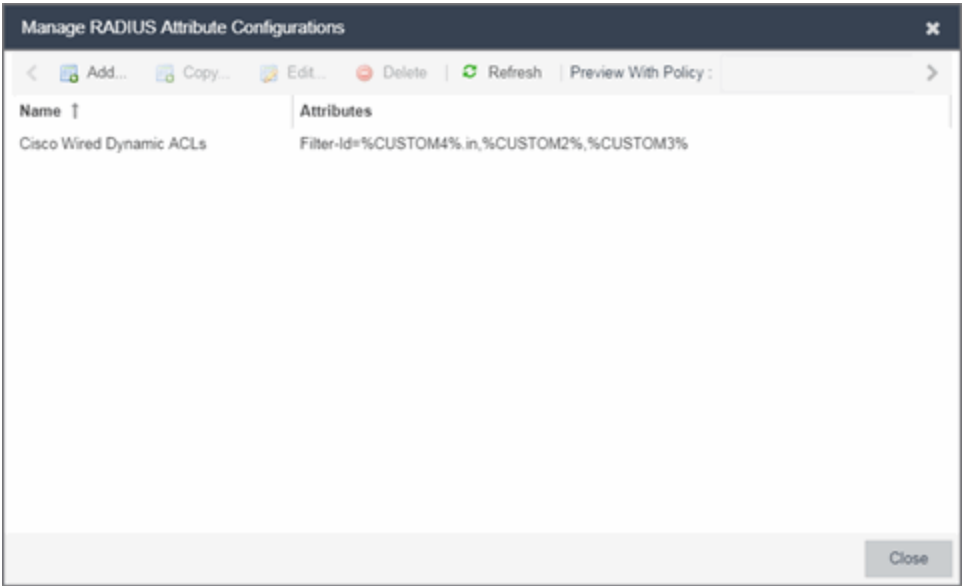 Manage RADIUS Attribute Configurations
Add... Copy... Edit... Delete Refresh Preview With Policy :
Name Attributes
Cisco Wired Dynamic ACLs Filter-Id=%CUSTOM4%.in,%CUSTOM2%,%CUSTOM3%
Close